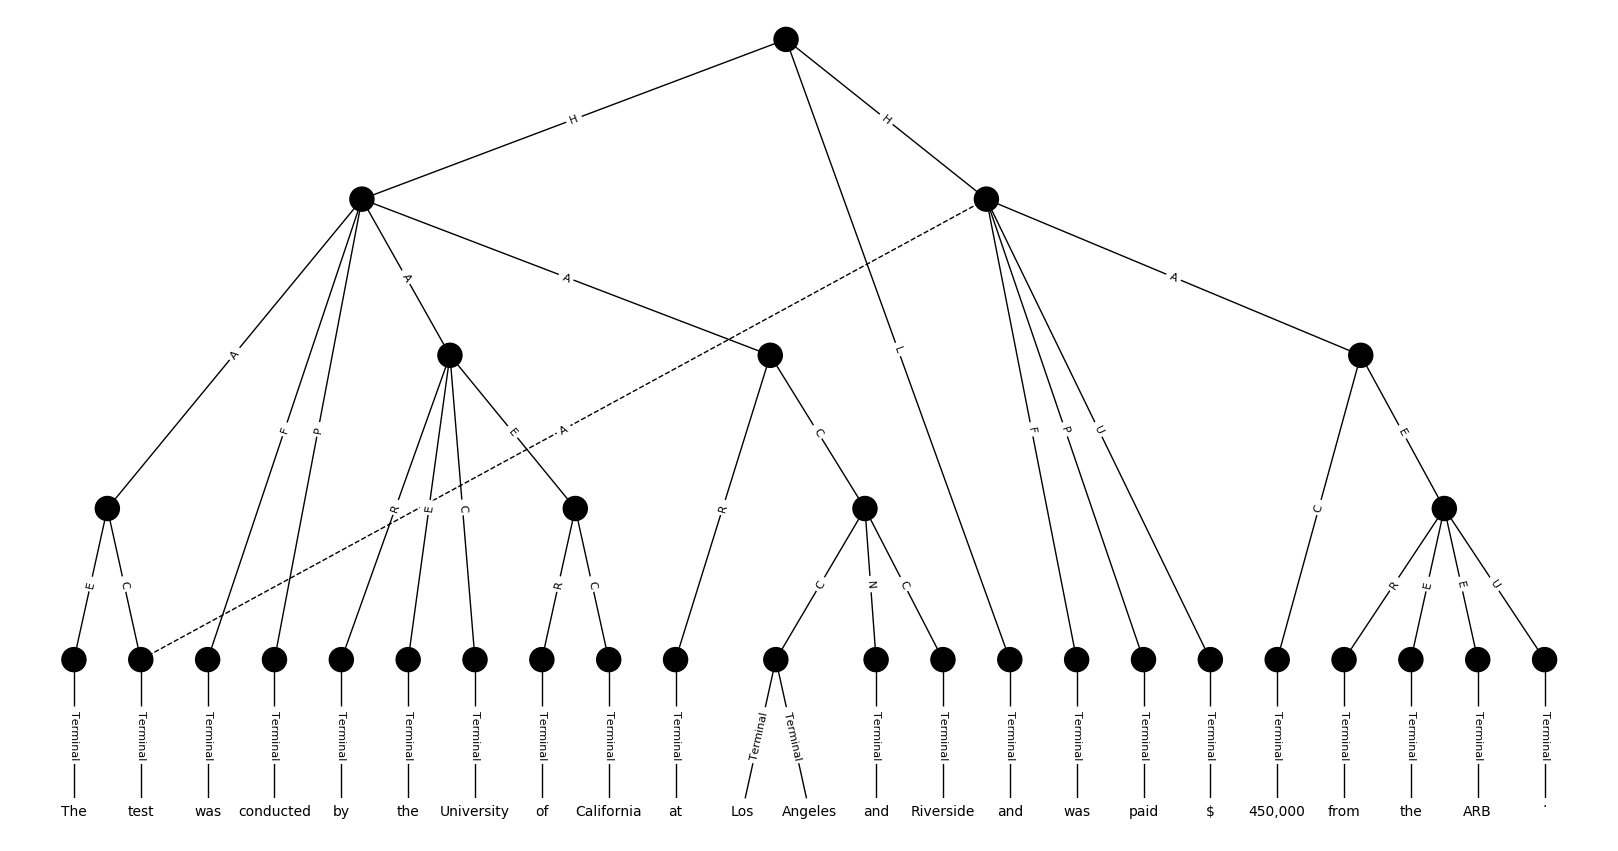 H H
A F P A A L A F P U A
E C R E C E R C C R E
E C R C C N C R E E U
Terminal Terminal Terminal Terminal Terminal Terminal Terminal Terminal Terminal Terminal Terminal Terminal Terminal Terminal Terminal Terminal Terminal Terminal Terminal Terminal Terminal Terminal Terminal
The test was conducted by the University of California at Los Angeles and Riverside and was paid $ 450,000 from the ARB .